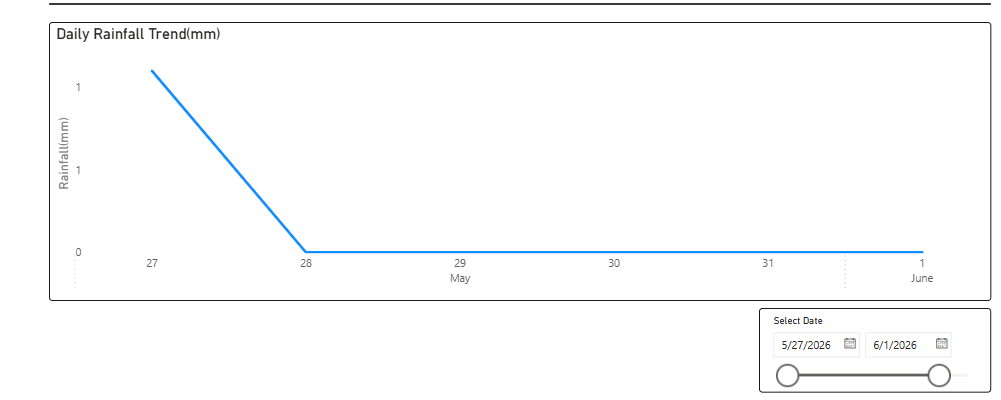 Daily Rainfall Trend(mm)
1
Rainfall(mm)
1
0
27 28 29 30 31 1
May June
Select Date
5/27/2026 6/1/2026